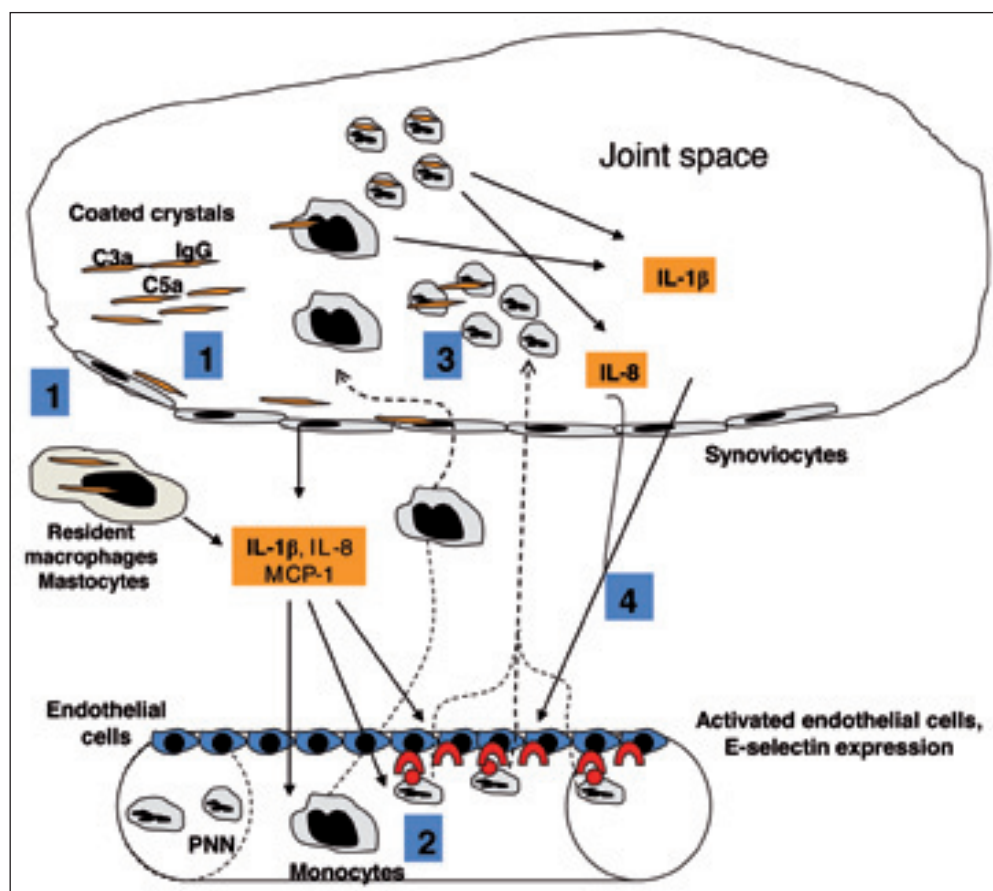 Joint space
Coated crystals
C3a
IgG
C5a
IL-1β
1
3
IL-8
1
Synoviocytes
Resident
macrophages
Mastocytes
IL-1β, IL-8
MCP-1
4
Endothelial
cells
Activated endothelial cells,
E-selectin expression
PNN
2
Monocytes